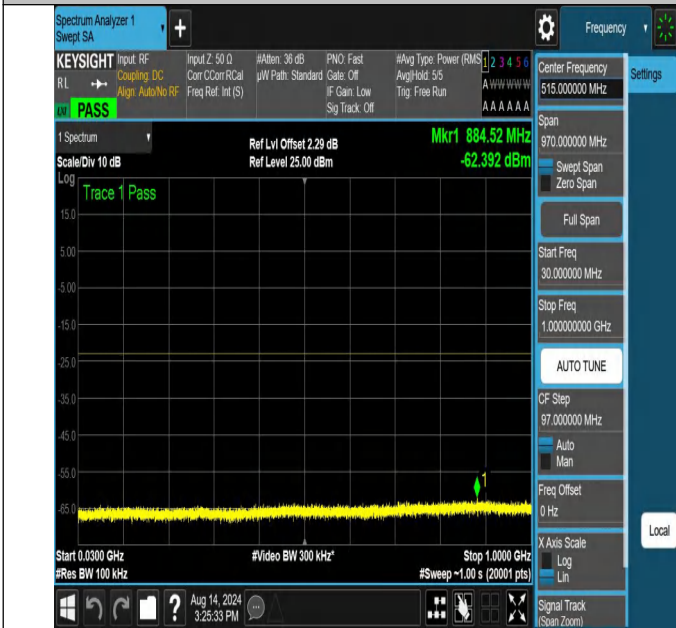 Spectrum Analyzer 1
Swept SA
+
Frequency
KEYSIGHT
RL
PASS
Input: RF
Coupling: DC
Align: Auto/No RF
Input Z: 50 Ω
Corr CCorr RCal
Freq Ref: Int (S)
#Atten: 36 dB
µW Path: Standard
PNO: Fast
Gate: Off
IF Gain: Low
Sig Track: Off
#Avg Type: Power (RMS
Avg|Hold: 5/5
Trig: Free Run
1 2 3 4 5 6
A W W W W W
A A A A A A
1 Spectrum
Scale/Div 10 dB
Log
Ref Lvl Offset 2.29 dB
Ref Level 25.00 dBm
Mkr1 884.52 MHz
-62.392 dBm
Trace 1 Pass
15.0
5.00
-5.00
-15.0
-25.0
-35.0
-45.0
-55.0
-65.0
1
Start 0.0300 GHz
#Res BW 100 kHz
#Video BW 300 kHz*
Stop 1.0000 GHz
#Sweep ~1.00 s (20001 pts)
?
Aug 14, 2024
3:25:33 PM
Center Frequency
515.000000 MHz
Span
970.000000 MHz
Swept Span
Zero Span
Full Span
Start Freq
30.000000 MHz
Stop Freq
1.000000000 GHz
AUTO TUNE
CF Step
97.000000 MHz
Auto
Man
Freq Offset
0 Hz
X Axis Scale
Log
Lin
Signal Track
(Span Zoom)
Settings
Local